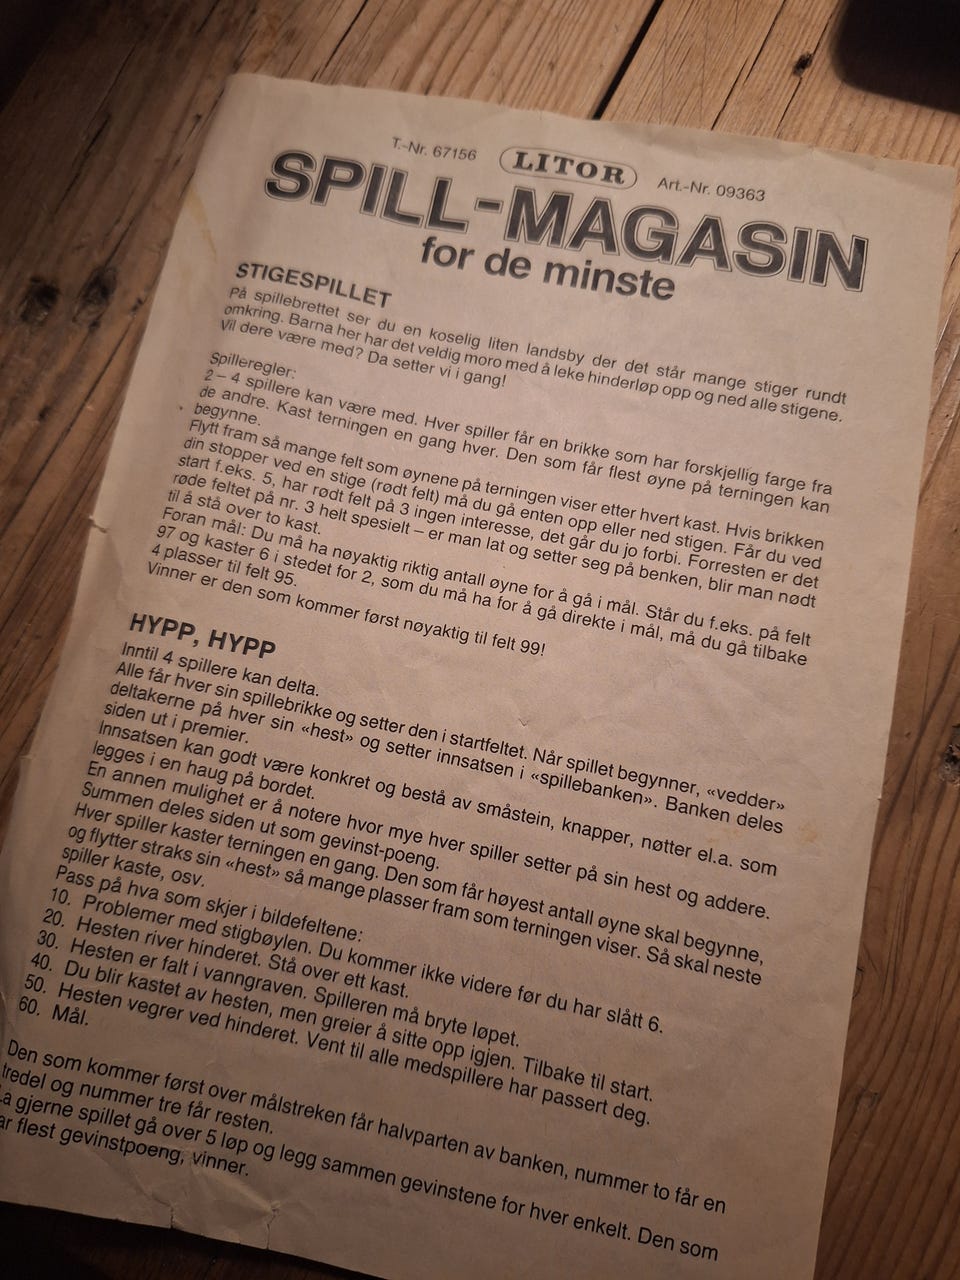 T.-Nr. 67156 LITOR Art.-Nr. 09363
SPILL-MAGASIN
for de minste
STIGESPILLET
På spillebrettet ser du en koselig liten landsby der det står mange stiger rundt
omkring. Barna her har det veldig moro med å leke hinderløp opp og ned alle stigene.
Vil dere være med? Da setter vi i gang!
Spilleregler:
2 – 4 spillere kan være med. Hver spiller får en brikke som har forskjellig farge fra
de andre. Kast terningen en gang hver. Den som får flest øyne på terningen kan
begynne.
Flytt fram så mange felt som øynene på terningen viser etter hvert kast. Hvis brikken
din stopper ved en stige (rødt felt) må du gå enten opp eller ned stigen. Får du ved
start f.eks. 5, har rødt felt på 3 ingen interesse, det går du jo forbi. Forresten er det
røde feltet på nr. 3 helt spesielt – er man lat og setter seg på benken, blir man nødt
til å stå over to kast.
Foran mål: Du må ha nøyaktig riktig antall øyne for å gå i mål. Står du f.eks. på felt
97 og kaster 6 i stedet for 2, som du må ha for å gå direkte i mål, må du gå tilbake
4 plasser til felt 95.
Vinner er den som kommer først nøyaktig til felt 99!
HYPP, HYPP
Inntil 4 spillere kan delta.
Alle får hver sin spillebrikke og setter den i startfeltet. Når spillet begynner, «vedder»
deltakerne på hver sin «hest» og setter innsatsen i «spillebanken». Banken deles
siden ut i premier.
Innsatsen kan godt være konkret og bestå av småstein, knapper, nøtter el.a. som
legges i en haug på bordet.
En annen mulighet er å notere hvor mye hver spiller setter på sin hest og addere.
Summen deles siden ut som gevinst-poeng.
Hver spiller kaster terningen en gang. Den som får høyest antall øyne skal begynne,
og flytter straks sin «hest» så mange plasser fram som terningen viser. Så skal neste
spiller kaste, osv.
Pass på hva som skjer i bildefeltene:
10. Problemer med stigbøylen. Du kommer ikke videre før du har slått 6.
20. Hesten river hinderet. Stå over ett kast.
30. Hesten er falt i vanngraven. Spilleren må bryte løpet.
40. Du blir kastet av hesten, men greier å sitte opp igjen. Tilbake til start.
50. Hesten vegrer ved hinderet. Vent til alle medspillere har passert deg.
60. Mål.
Den som kommer først over målstreken får halvparten av banken, nummer to får en
tredel og nummer tre får resten.
La gjerne spillet gå over 5 løp og legg sammen gevinstene for hver enkelt. Den som
ar flest gevinstpoeng, vinner.